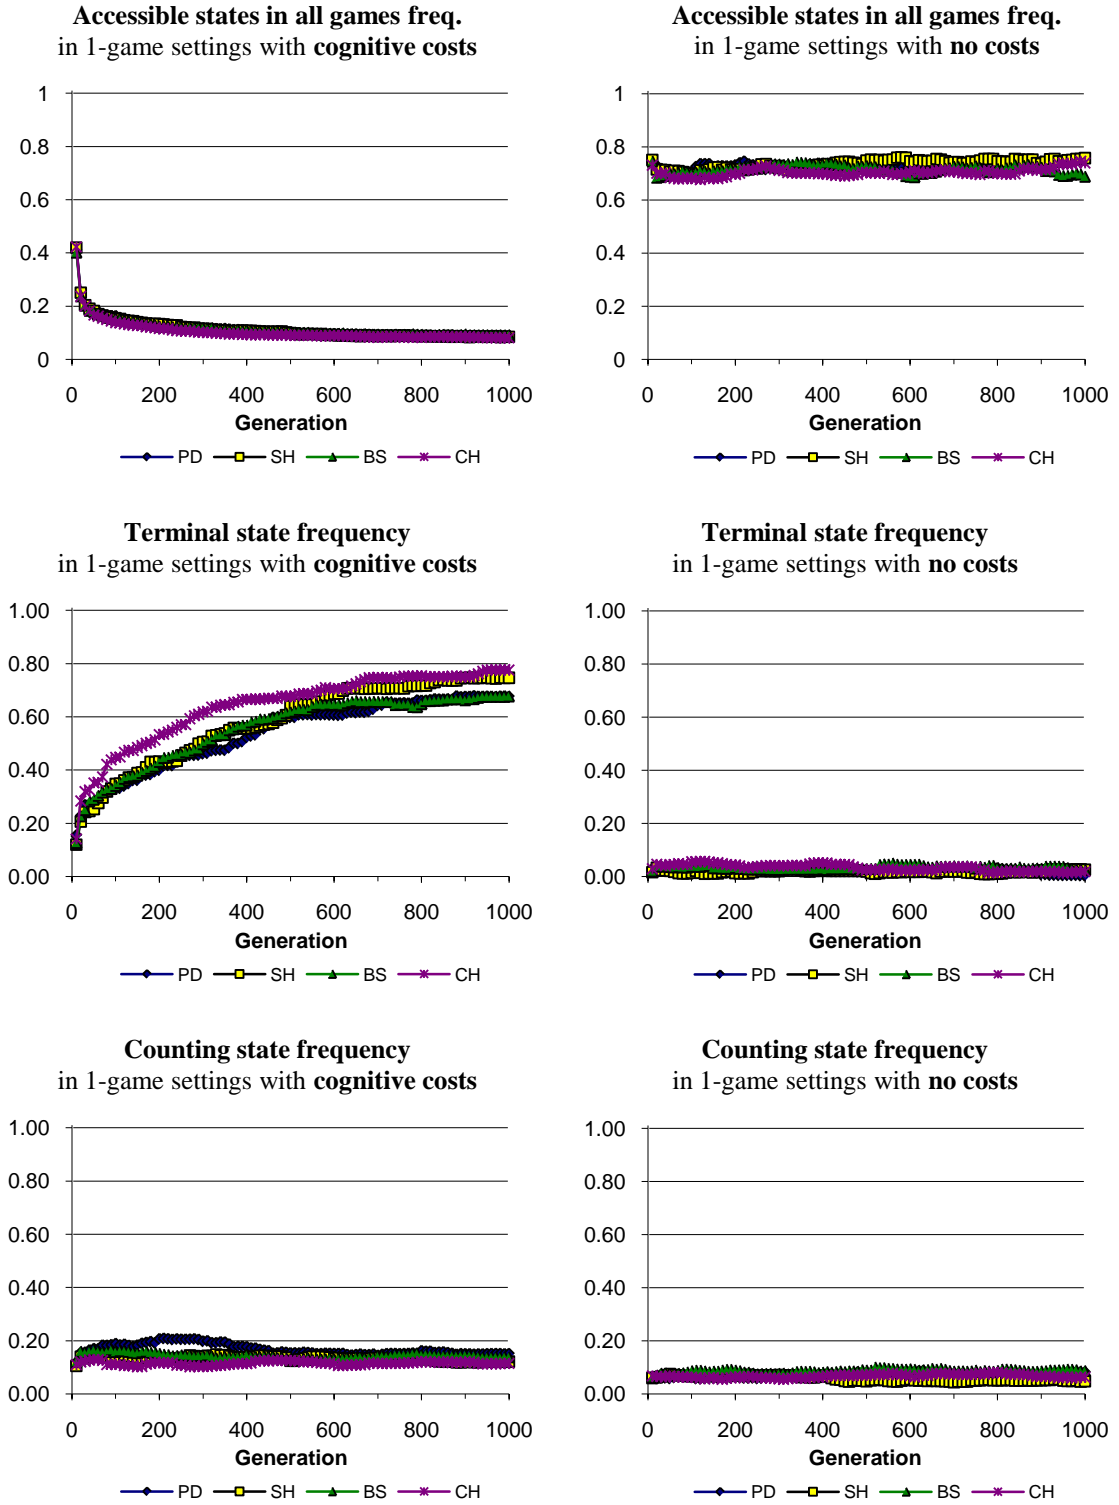 Accessible states in all games freq.
in 1-game settings with cognitive costs
1
0.8
0.6
0.4
0.2
0
0 200 400 600 800 1000
Generation
PD SH BS CH
Accessible states in all games freq.
in 1-game settings with no costs
1
0.8
0.6
0.4
0.2
0
0 200 400 600 800 1000
Generation
PD SH BS CH
Terminal state frequency
in 1-game settings with cognitive costs
1.00
0.80
0.60
0.40
0.20
0.00
0 200 400 600 800 1000
Generation
PD SH BS CH
Terminal state frequency
in 1-game settings with no costs
1.00
0.80
0.60
0.40
0.20
0.00
0 200 400 600 800 1000
Generation
PD SH BS CH
Counting state frequency
in 1-game settings with cognitive costs
1.00
0.80
0.60
0.40
0.20
0.00
0 200 400 600 800 1000
Generation
PD SH BS CH
Counting state frequency
in 1-game settings with no costs
1.00
0.80
0.60
0.40
0.20
0.00
0 200 400 600 800 1000
Generation
PD SH BS CH